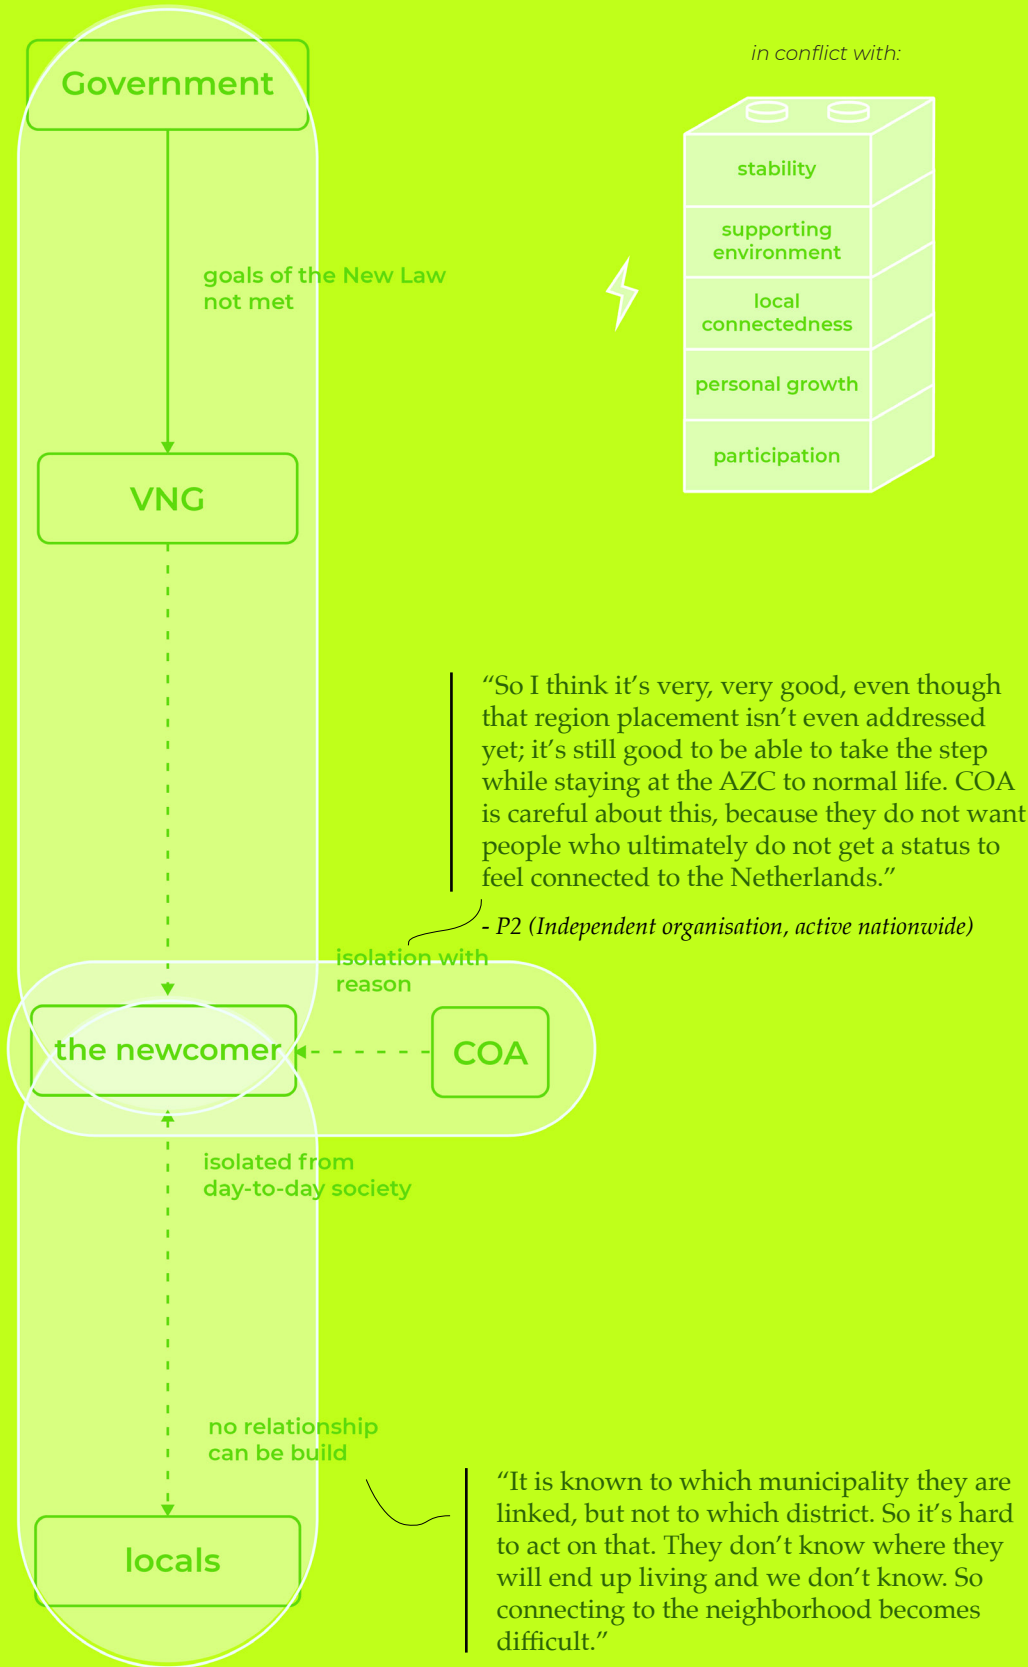 Government
in conflict with:
stability
supporting
environment
local
connectedness
personal growth
participation
goals of the New Law
not met
VNG
“So I think it’s very, very good, even though
that region placement isn’t even addressed
yet; it’s still good to be able to take the step
while staying at the AZC to normal life. COA
is careful about this, because they do not want
people who ultimately do not get a status to
feel connected to the Netherlands.”
- P2 (Independent organisation, active nationwide)
isolation with
reason
the newcomer
COA
isolated from
day-to-day society
no relationship
can be build
“It is known to which municipality they are
linked, but not to which district. So it’s hard
to act on that. They don’t know where they
will end up living and we don’t know. So
connecting to the neighborhood becomes
difficult.”
locals